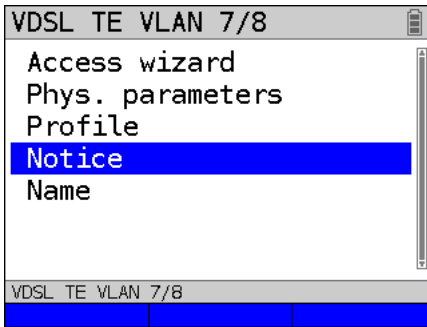 VDSL TE VLAN 7/8
Access wizard
Phys. parameters
Profile
Notice
Name
VDSL TE VLAN 7/8